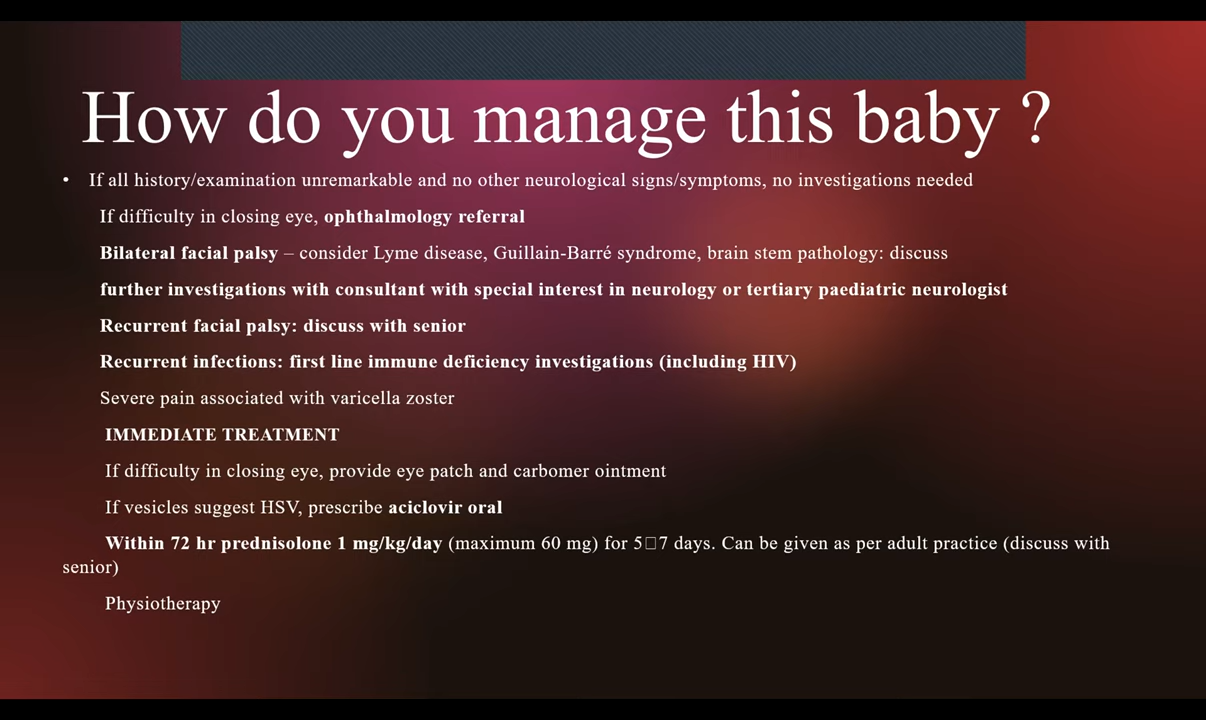 How do you manage this baby ?
• If all history/examination unremarkable and no other neurological signs/symptoms, no investigations needed
If difficulty in closing eye, ophthalmology referral
Bilateral facial palsy – consider Lyme disease, Guillain-Barré syndrome, brain stem pathology: discuss
further investigations with consultant with special interest in neurology or tertiary paediatric neurologist
Recurrent facial palsy: discuss with senior
Recurrent infections: first line immune deficiency investigations (including HIV)
Severe pain associated with varicella zoster
IMMEDIATE TREATMENT
If difficulty in closing eye, provide eye patch and carbomer ointment
If vesicles suggest HSV, prescribe aciclovir oral
Within 72 hr prednisolone 1 mg/kg/day (maximum 60 mg) for 5□7 days. Can be given as per adult practice (discuss with
senior)
Physiotherapy